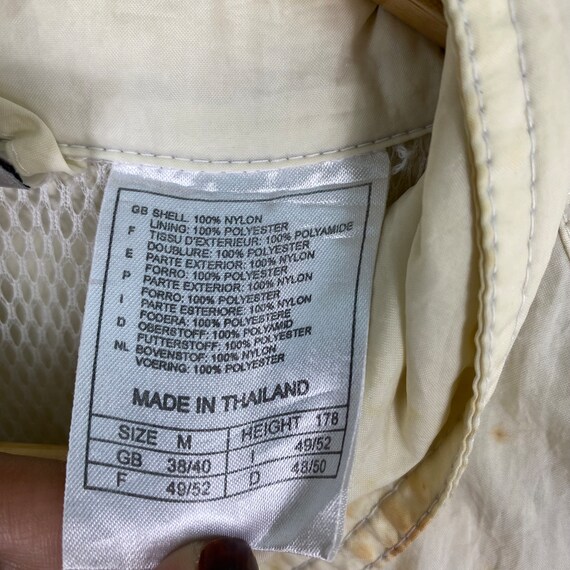 GB SHELL: 100% NYLON
LINING: 100% POLYESTER
F TISSU D'EXTERIEUR: 100% POLYAMIDE
DOUBLURE: 100% POLYESTER
E PARTE EXTERIOR: 100% NYLON
FORRO: 100% POLYESTER
P PARTE EXTERIOR: 100% NYLON
FORRO: 100% POLYESTER
I PARTE ESTERIORE: 100% NYLON
FODERA: 100% POLYESTERE
D OBERSTOFF: 100% POLYAMID
FUTTERSTOFF: 100% POLYESTER
NL BOVENSTOF: 100% NYLON
VOERING: 100% POLYESTER
MADE IN THAILAND
SIZE M HEIGHT 178
GB 38/40 I 49/52
F 49/52 D 48/50